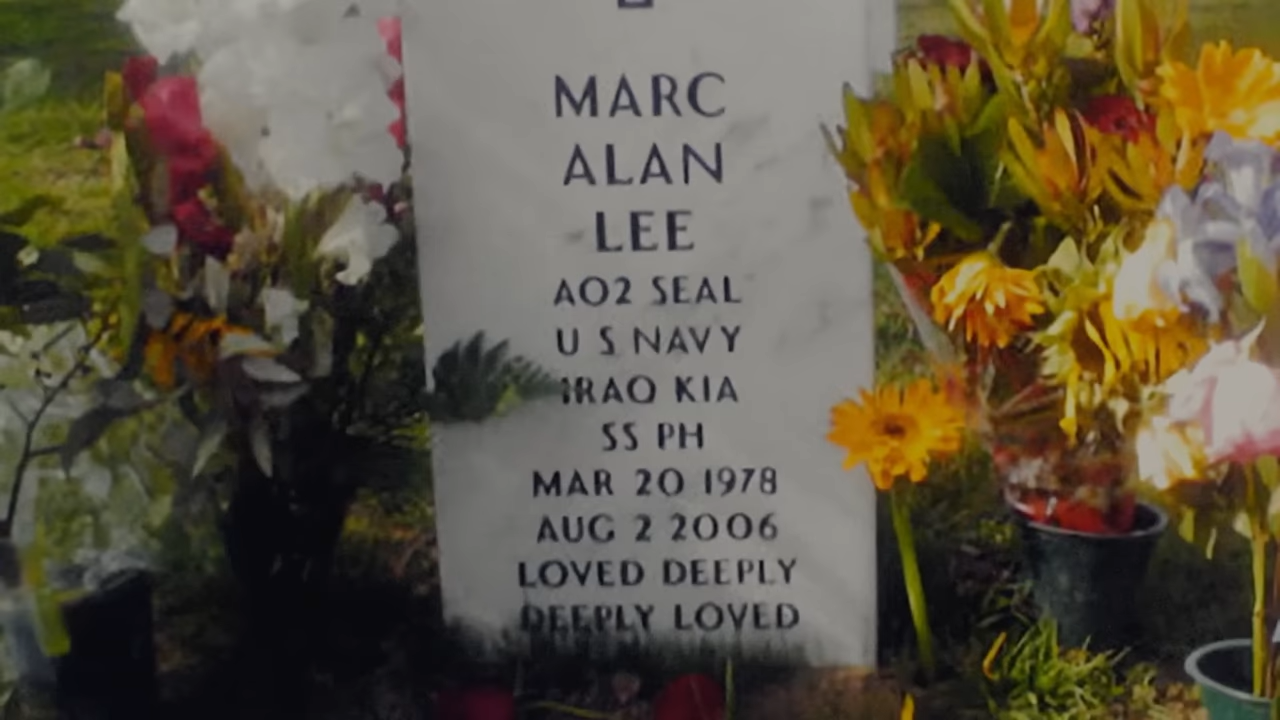 MARC
ALAN
LEE
AO2 SEAL
U S NAVY
IRAQ KIA
SS PH
MAR 20 1978
AUG 2 2006
LOVED DEEPLY
DEEPLY LOVED